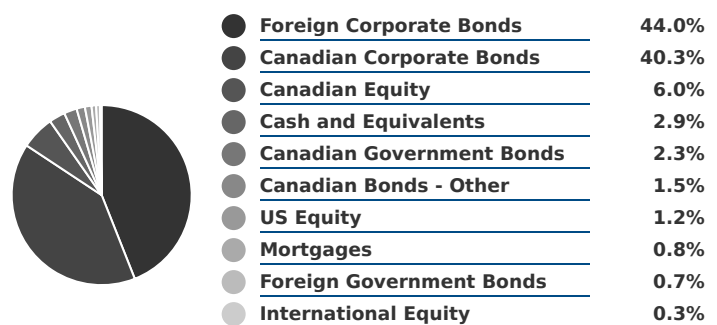 Foreign Corporate Bonds 44.0%
Canadian Corporate Bonds 40.3%
Canadian Equity 6.0%
Cash and Equivalents 2.9%
Canadian Government Bonds 2.3%
Canadian Bonds - Other 1.5%
US Equity 1.2%
Mortgages 0.8%
Foreign Government Bonds 0.7%
International Equity 0.3%